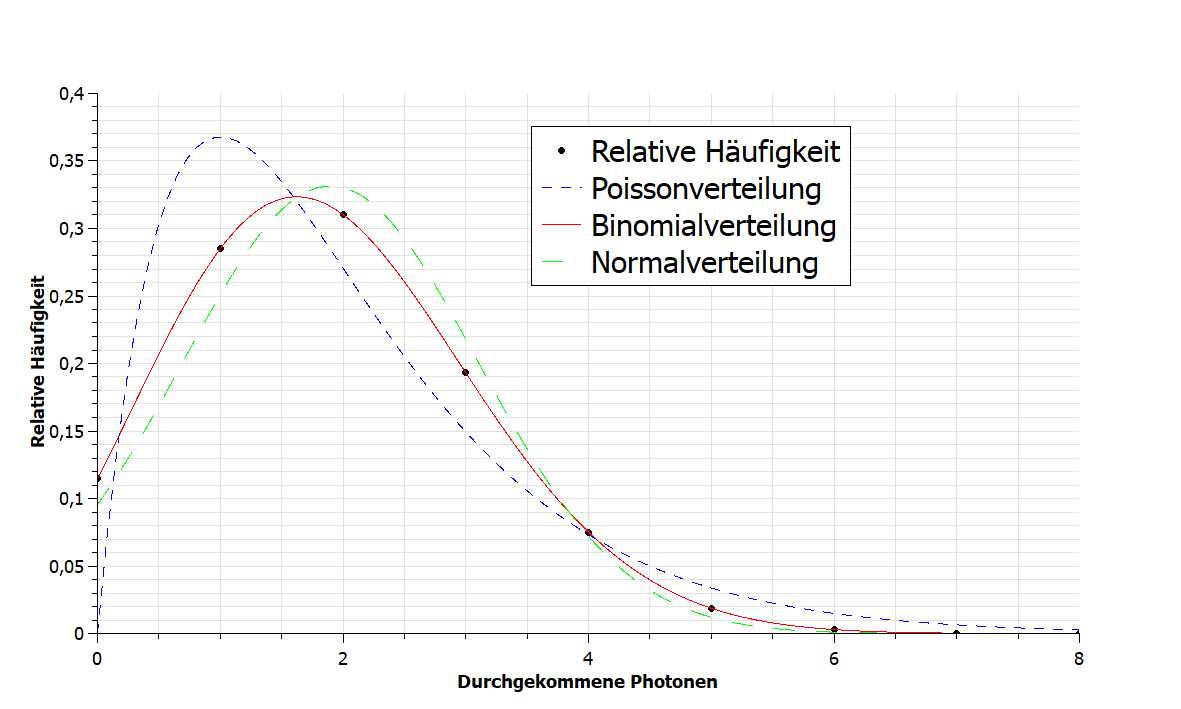 0,4
0,35
0,3
0,25
0,2
0,15
0,1
0,05
0
Relative Häufigkeit
Relative Häufigkeit
Poissonverteilung
Binomialverteilung
Normalverteilung
0 2 4 6 8
Durchgekommene Photonen